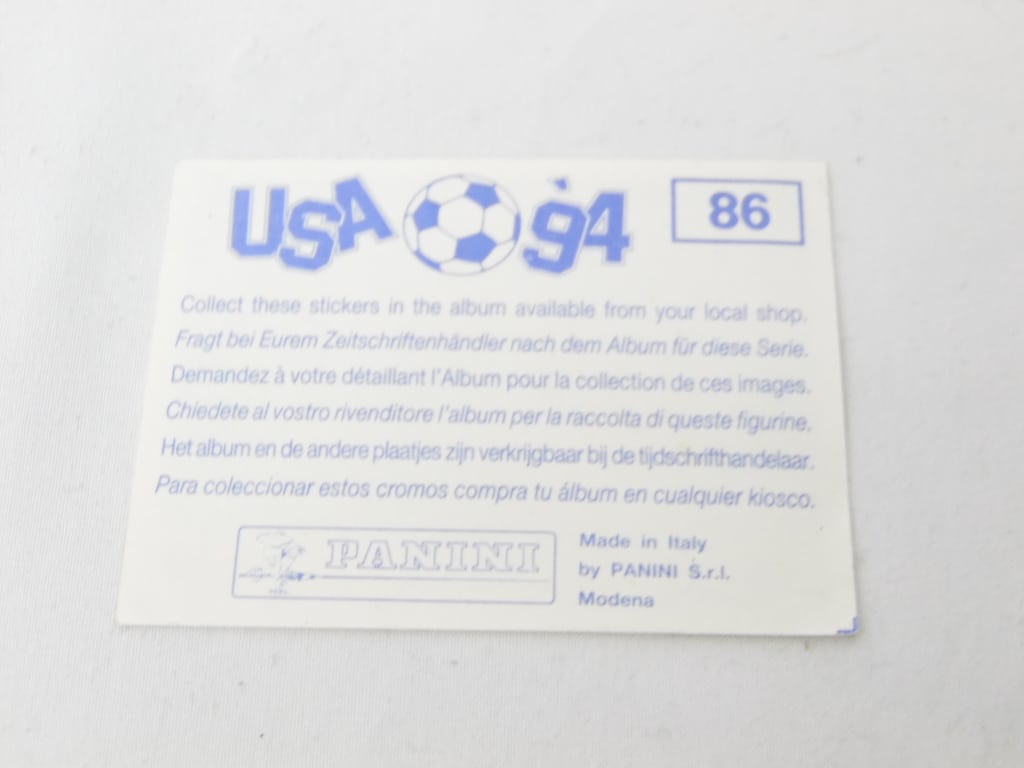 USA '94
86
Collect these stickers in the album available from your local shop.
Fragt bei Eurem Zeitschriftenhändler nach dem Album für diese Serie.
Demandez à votre détaillant l'Album pour la collection de ces images.
Chiedete al vostro rivenditore l'album per la raccolta di queste figurine.
Het album en de andere plaatjes zijn verkrijgbaar bij de tijdschrifthandelaar.
Para coleccionar estos cromos compra tu álbum en cualquier kiosco.
PANINI
Made in Italy
by PANINI S.r.l.
Modena